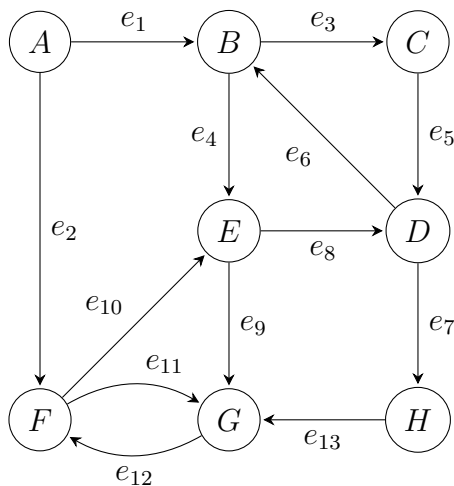 A e₁ B e₃ C
e₄ e₅
e₆
e₂ E e₈ D
e₁₀ e₉ e₇
e₁₁
F G H
e₁₂ e₁₃